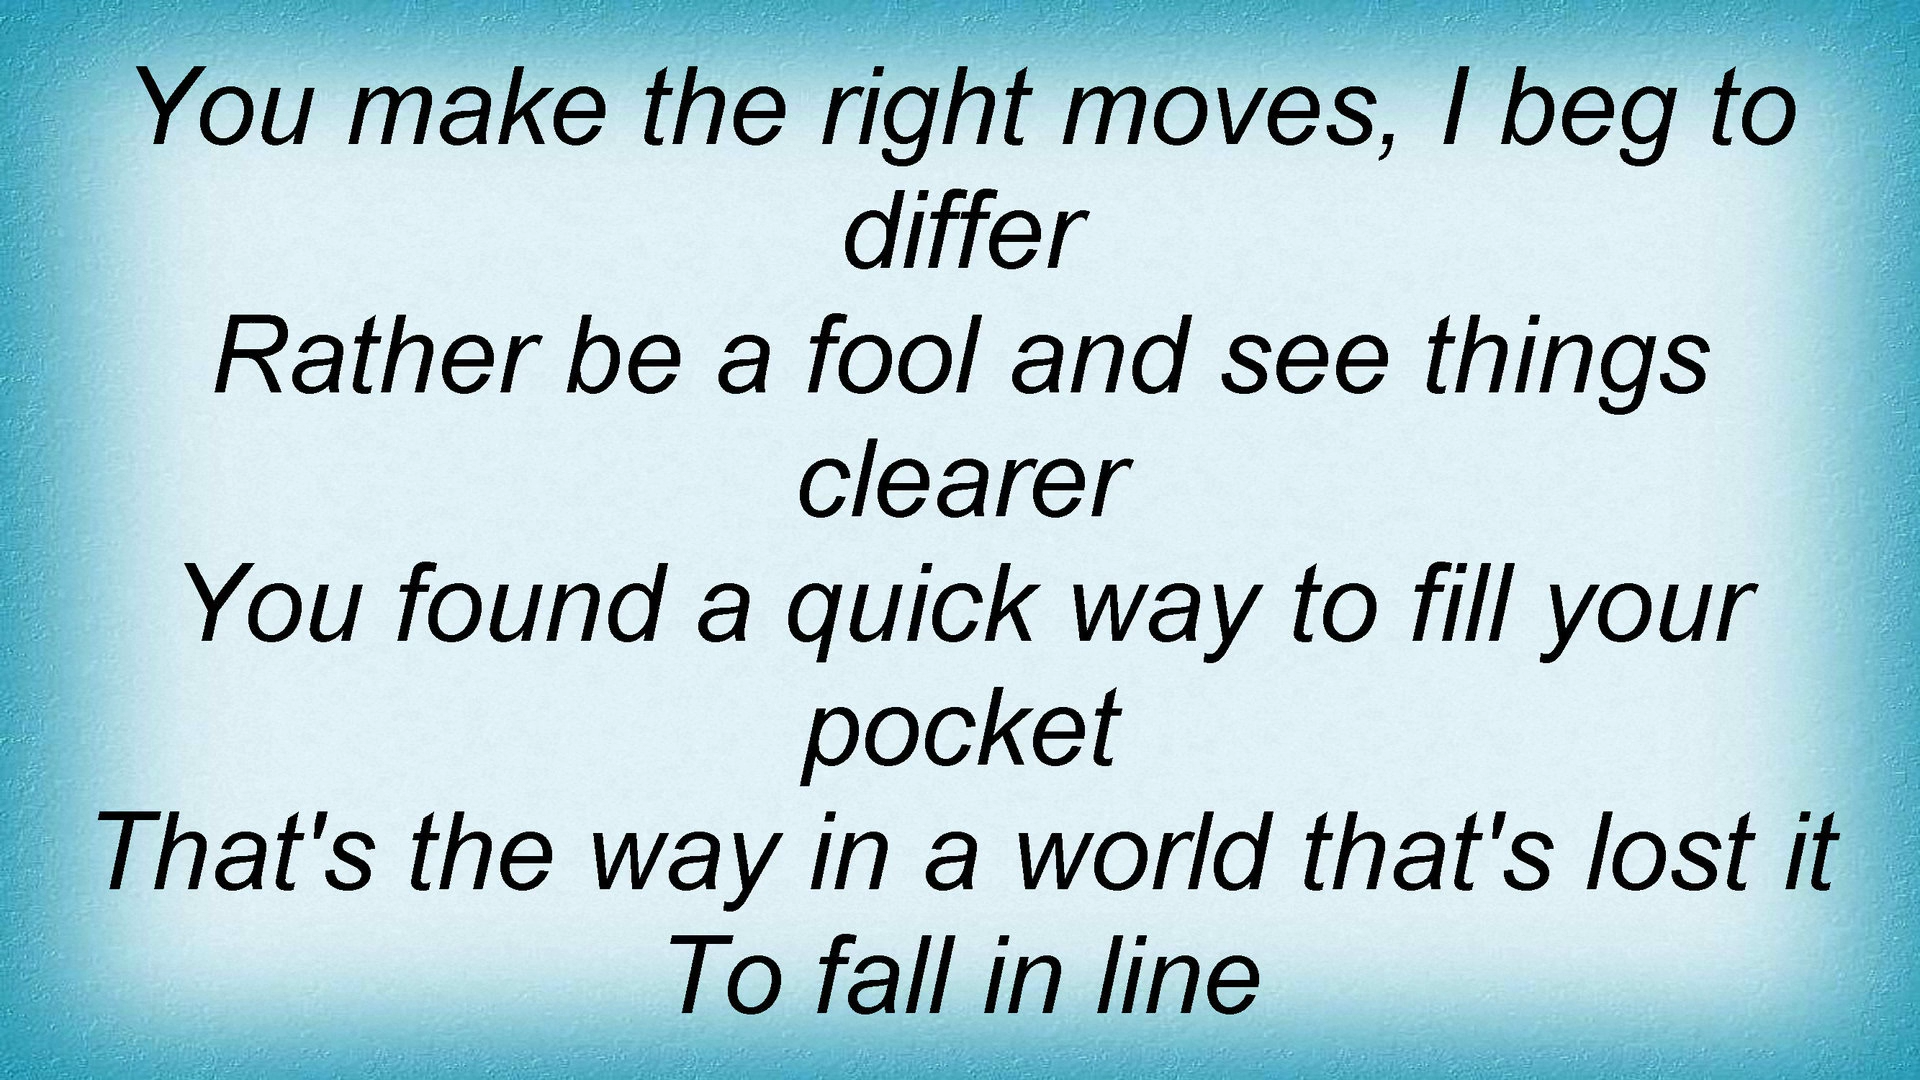 You make the right moves, I beg to
differ
Rather be a fool and see things
clearer
You found a quick way to fill your
pocket
That's the way in a world that's lost it
To fall in line